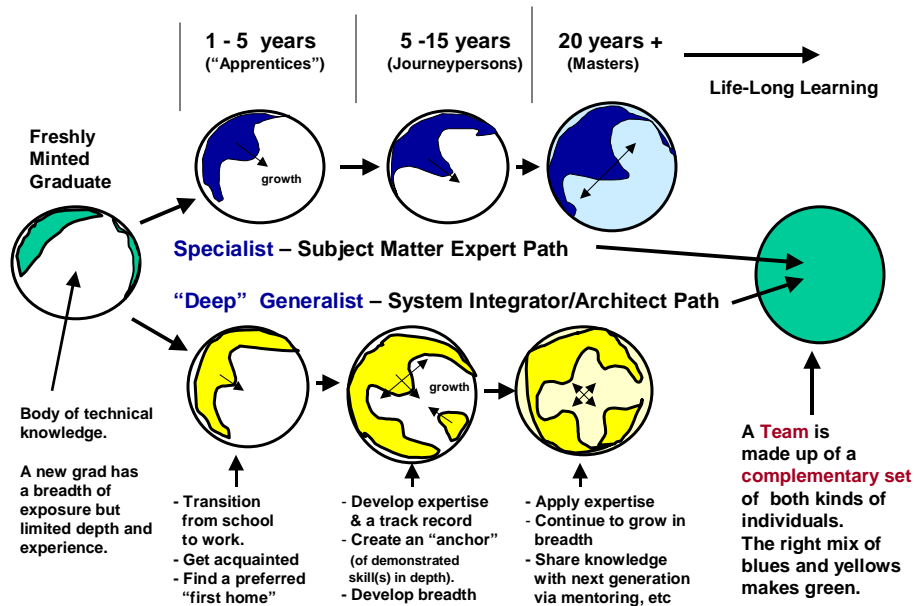 1 - 5  years
(“Apprentices”)
5 -15 years
(Journeypersons)
20 years +
(Masters)
Life-Long Learning
Freshly
Minted
Graduate
growth
Specialist – Subject Matter Expert Path
“Deep”  Generalist – System Integrator/Architect Path
growth
Body of technical
knowledge.
A new grad has
a breadth of
exposure but
limited depth and
experience.
- Transition
from school
to work.
- Get acquainted
- Find a preferred
“first home”
- Develop expertise
& a track record
- Create an “anchor”
(of demonstrated
skill(s) in depth).
- Develop breadth
- Apply expertise
- Continue to grow in
breadth
- Share knowledge
with next generation
via mentoring, etc
A Team is
made up of a
complementary set
of  both kinds of
individuals.
The right mix of
blues and yellows
makes green.